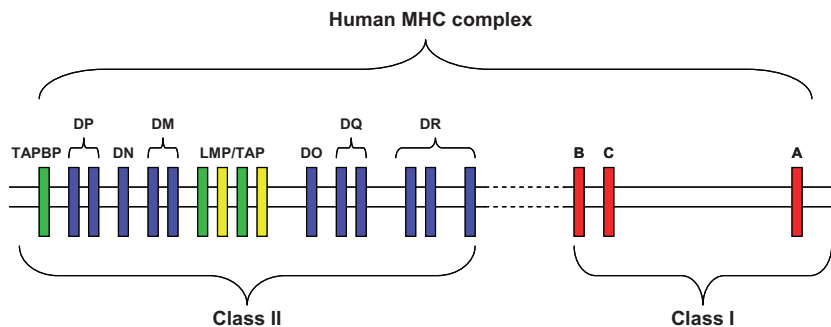 Human MHC complex
DP DM DQ DR
TAPBP DN LMP/TAP DO B C A
Class II Class I